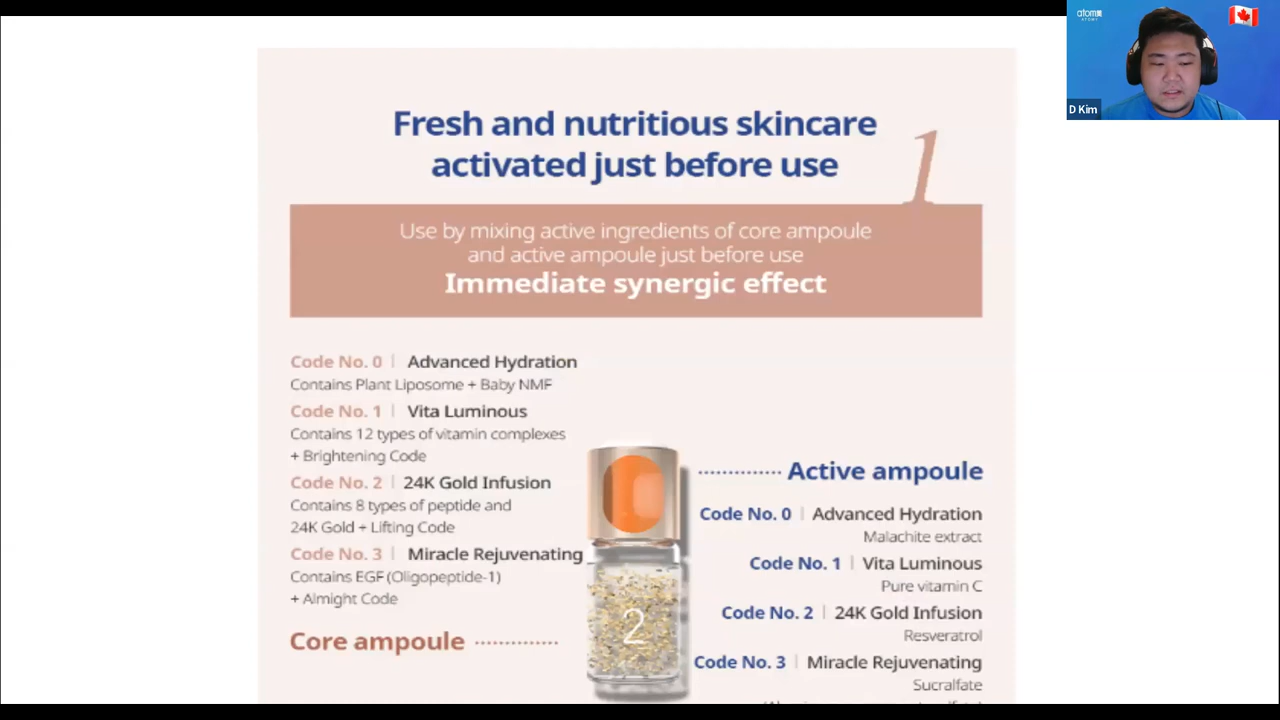 Fresh and nutritious skincare
activated just before use
1
Use by mixing active ingredients of core ampoule
and active ampoule just before use
Immediate synergic effect
Code No. 0 | Advanced Hydration
Contains Plant Liposome + Baby NMF
Code No. 1 | Vita Luminous
Contains 12 types of vitamin complexes
+ Brightening Code
Code No. 2 | 24K Gold Infusion
Contains 8 types of peptide and
24K Gold + Lifting Code
Code No. 3 | Miracle Rejuvenating
Contains EGF (Oligopeptide-1)
+ Almight Code
Core ampoule
2
Active ampoule
Code No. 0 | Advanced Hydration
Malachite extract
Code No. 1 | Vita Luminous
Pure vitamin C
Code No. 2 | 24K Gold Infusion
Resveratrol
Code No. 3 | Miracle Rejuvenating
Sucralfate
D Kim